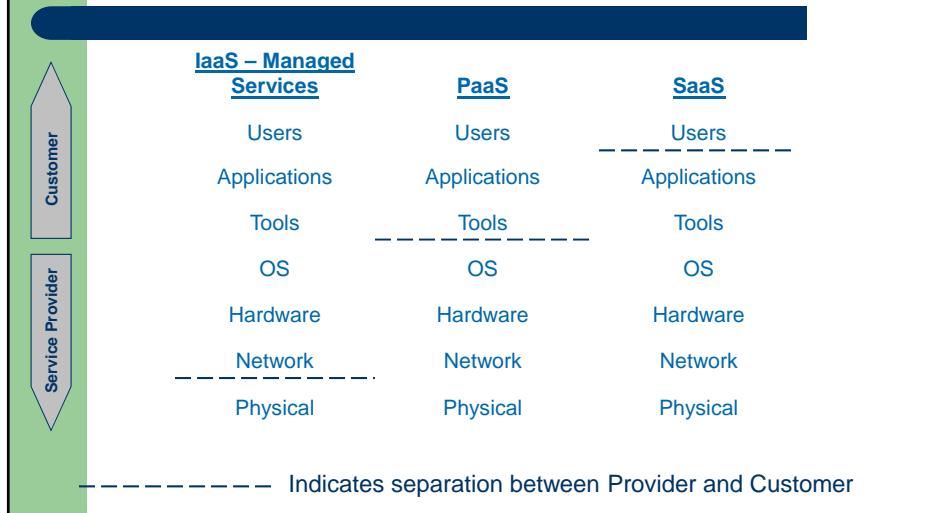 IaaS – Managed
Services
PaaS
SaaS
Users
Users
Users
Applications
Applications
Applications
Tools
Tools
Tools
OS
OS
OS
Hardware
Hardware
Hardware
Network
Network
Network
Physical
Physical
Physical
Customer
Service Provider
Indicates separation between Provider and Customer